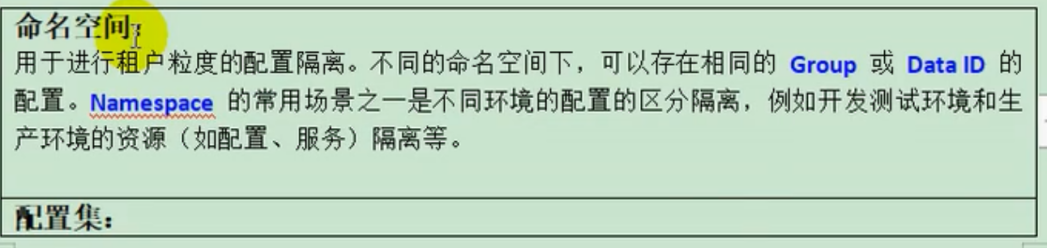 命名空间：
用于进行租户粒度的配置隔离。不同的命名空间下，可以存在相同的 Group 或 Data ID 的
配置。Namespace 的常用场景之一是不同环境的配置的区分隔离，例如开发测试环境和生
产环境的资源（如配置、服务）隔离等。
配置集：